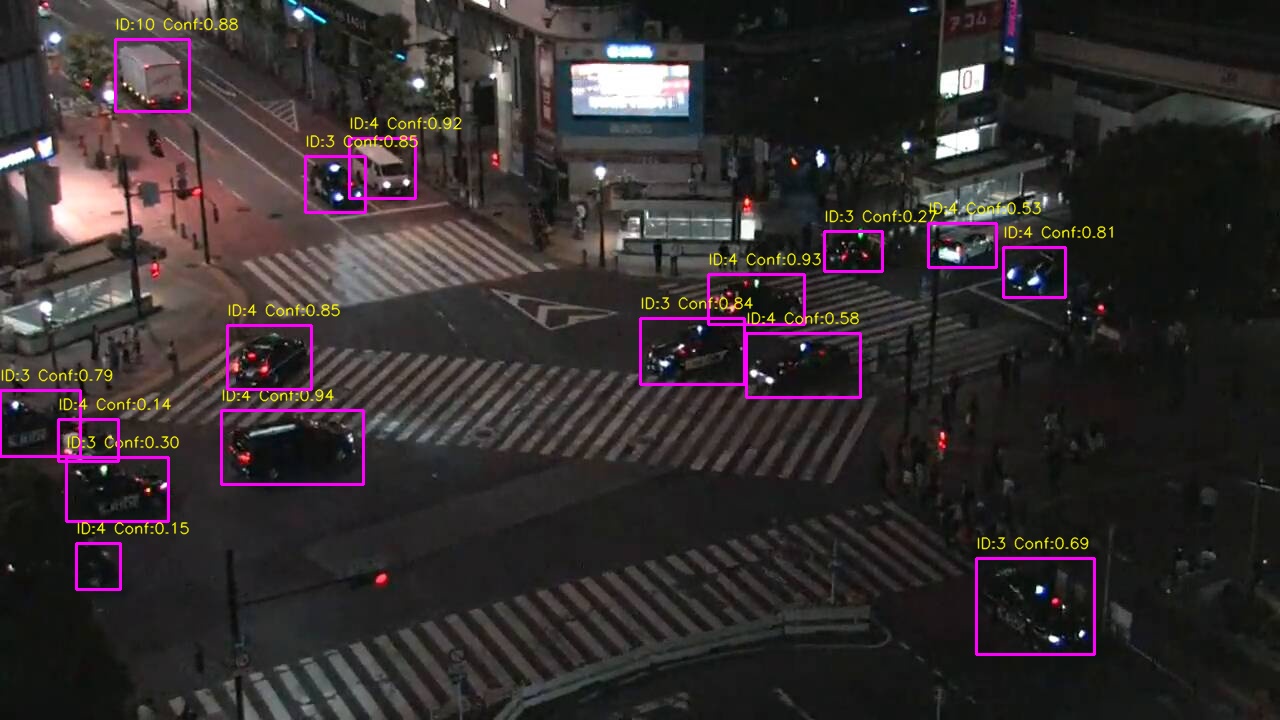 ID:10 Conf:0.88
アコム
ID:4 Conf:0.92
ID:3 Conf:0.85
ID:3 Conf:0.27
ID:4 Conf:0.53
ID:4 Conf:0.81
ID:4 Conf:0.93
ID:3 Conf:0.84
ID:4 Conf:0.85
ID:4 Conf:0.58
ID:3 Conf:0.79
ID:4 Conf:0.94
ID:4 Conf:0.14
ID:3 Conf:0.30
ID:4 Conf:0.15
ID:3 Conf:0.69